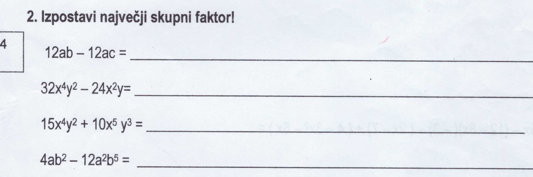 2. Izpostavi največji skupni faktor!
4
12ab – 12ac =
32x⁴y² – 24x²y=
15x⁴y² + 10x⁵ y³ =
4ab² – 12a²b⁵ =